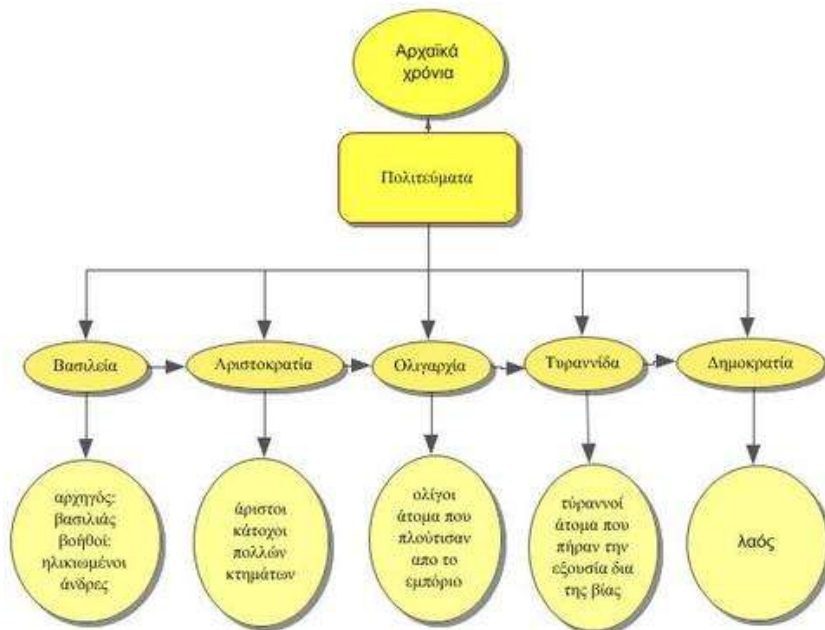 Αρχαϊκά
χρόνια
Πολιτεύματα
Βασιλεία
Αριστοκρατία
Ολιγαρχία
Τυραννίδα
Δημοκρατία
αρχηγός:
βασιλιάς
βοηθοί:
ηλικιωμένοι
άνδρες
άριστοι
κάτοχοι
πολλών
κτημάτων
ολίγοι
άτομα που
πλούτισαν
απο το
εμπόριο
τύραννοί
άτομα που
πήραν την
εξουσία δια
της βίας
λαός